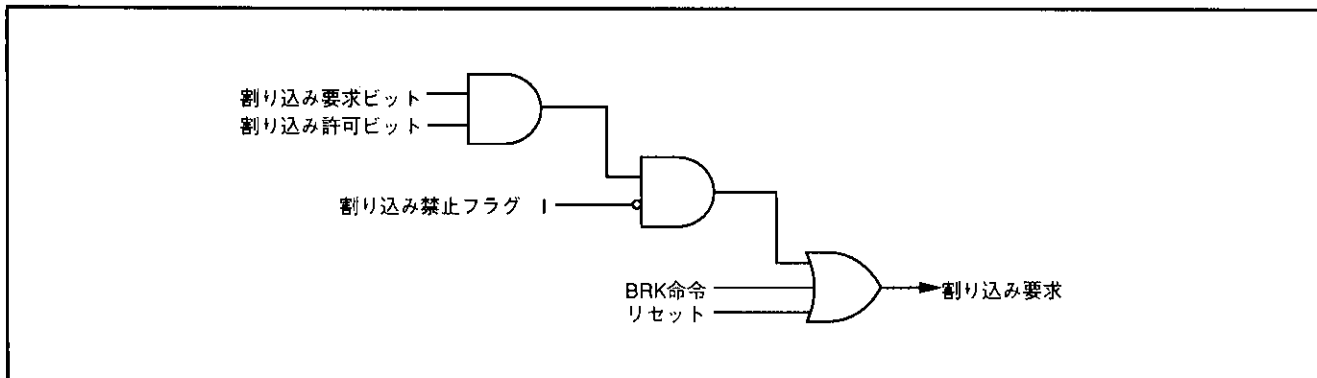 割り込み要求ビット
割り込み許可ビット
割り込み禁止フラグ I
BRK命令
リセット
割り込み要求